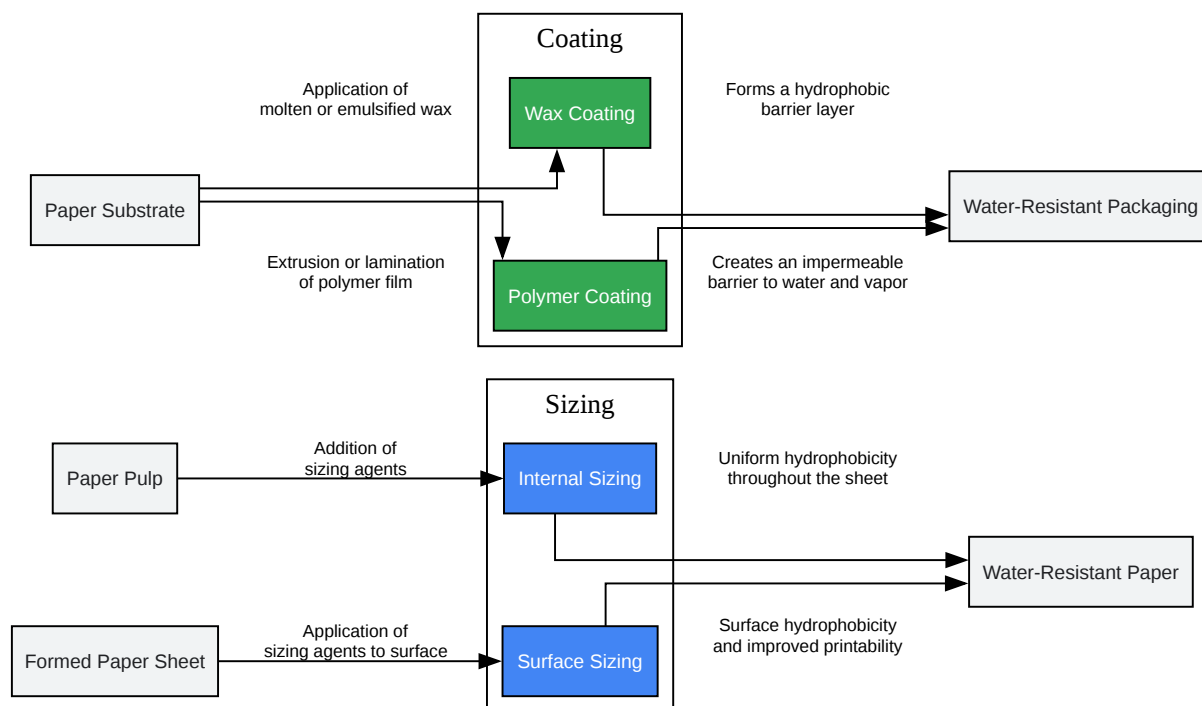 Coating
Application of
molten or emulsified wax
Wax Coating
Forms a hydrophobic
barrier layer
Paper Substrate
Water-Resistant Packaging
Extrusion or lamination
of polymer film
Polymer Coating
Creates an impermeable
barrier to water and vapor
Sizing
Paper Pulp
Addition of
sizing agents
Internal Sizing
Uniform hydrophobicity
throughout the sheet
Water-Resistant Paper
Formed Paper Sheet
Application of
sizing agents to surface
Surface Sizing
Surface hydrophobicity
and improved printability